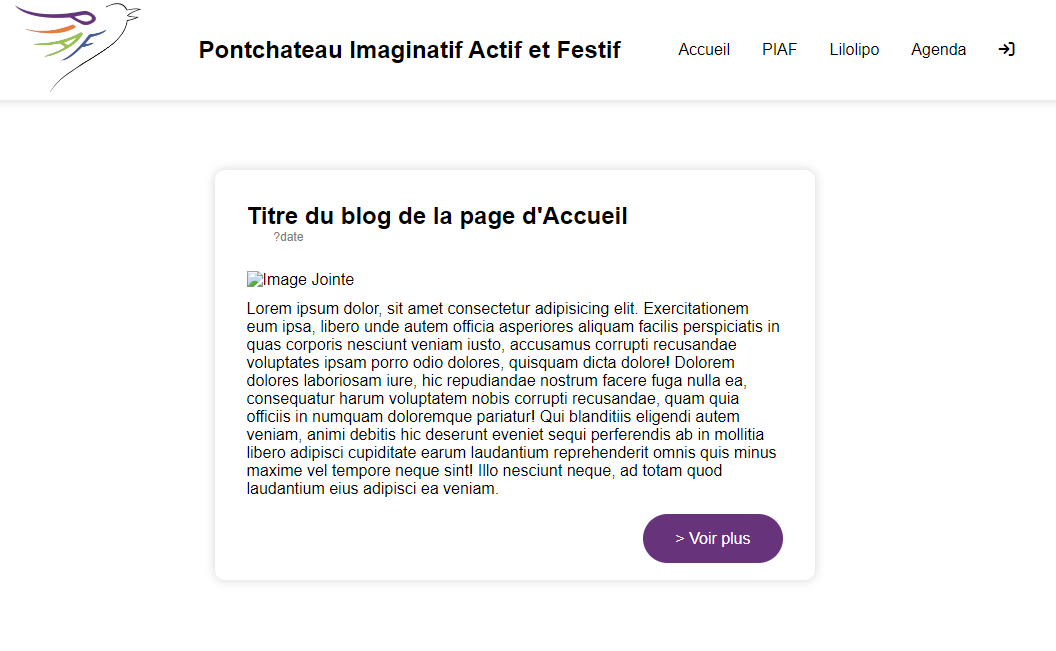 PIAF
Pontchateau Imaginatif Actif et Festif
Accueil
PIAF
Lilolipo
Agenda
Titre du blog de la page d'Accueil
?date
Image Jointe
Lorem ipsum dolor, sit amet consectetur adipisicing elit. Exercitationem
eum ipsa, libero unde autem officia asperiores aliquam facilis perspiciatis in
quas corporis nesciunt veniam iusto, accusamus corrupti recusandae
voluptates ipsam porro odio dolores, quisquam dicta dolore! Dolorem
dolores laboriosam iure, hic repudiandae nostrum facere fuga nulla ea,
consequatur harum voluptatem nobis corrupti recusandae, quam quia
officiis in numquam doloremque pariatur! Qui blanditiis eligendi autem
veniam, animi debitis hic deserunt eveniet sequi perferendis ab in mollitia
libero adipisci cupiditate earum laudantium reprehenderit omnis quis minus
maxime vel tempore neque sint! Illo nesciunt neque, ad totam quod
laudantium eius adipisci ea veniam.
> Voir plus